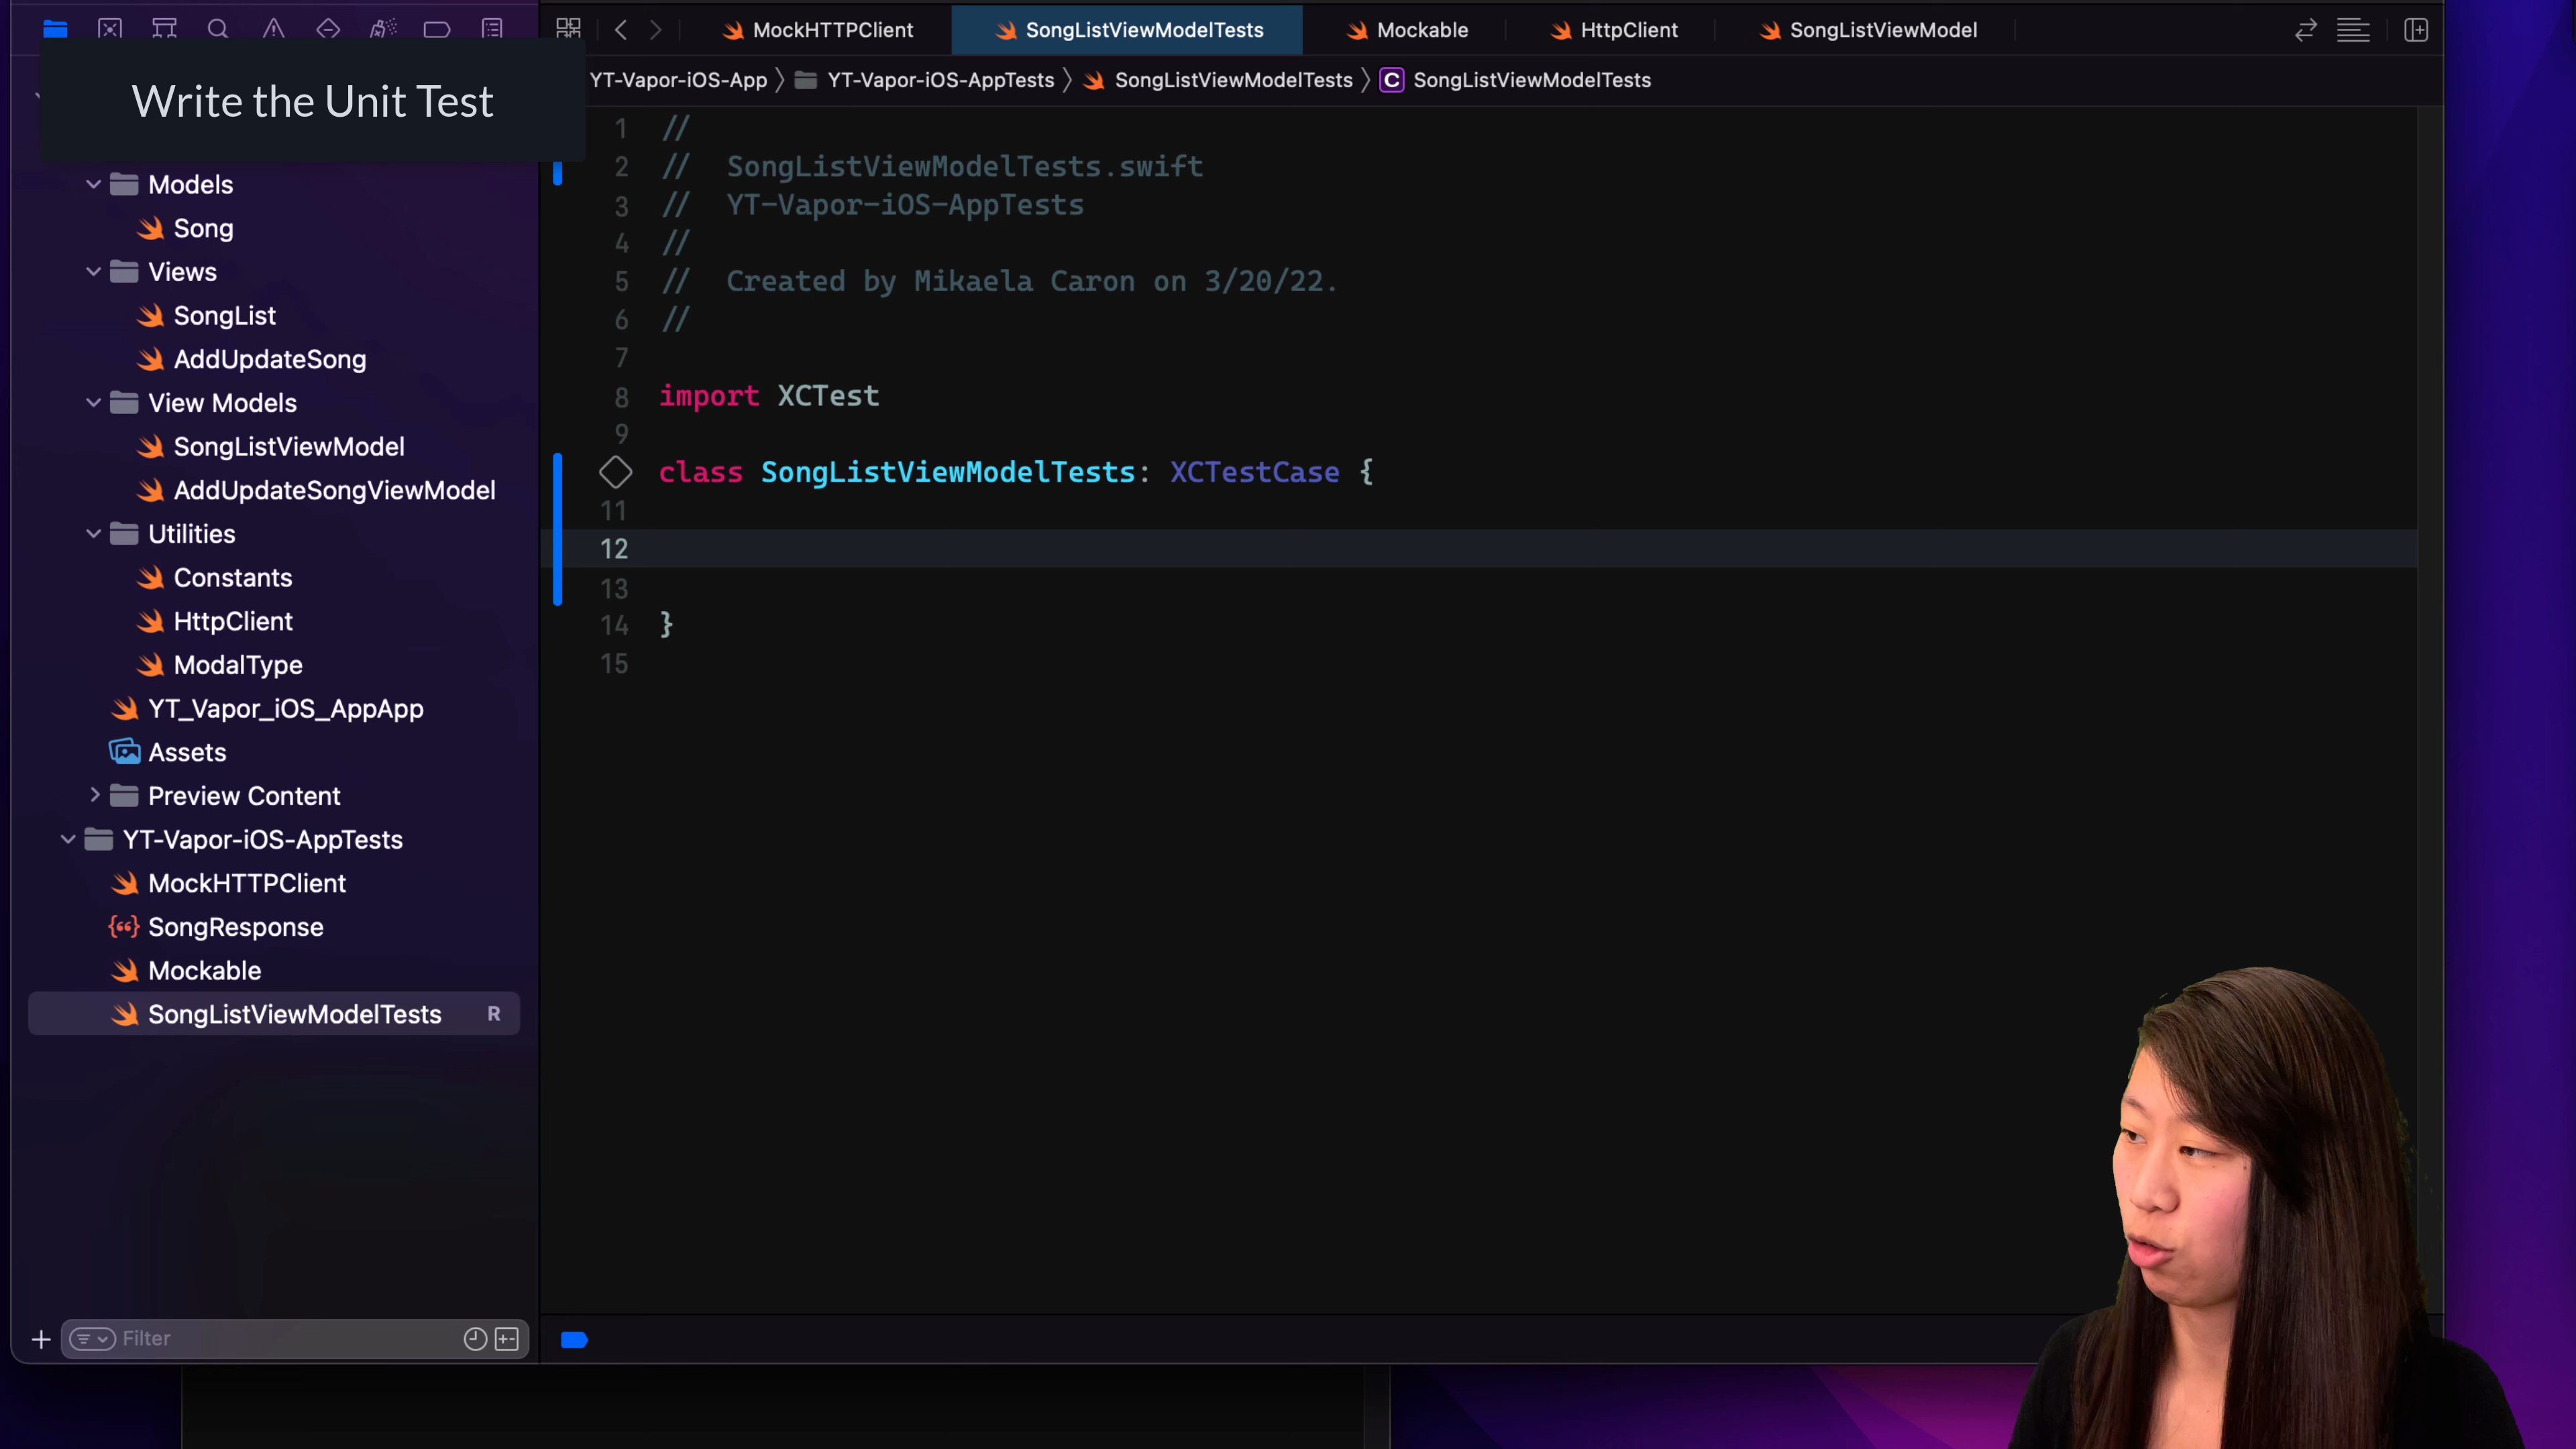 MockHTTPClient
SongListViewModelTests
Mockable
HttpClient
SongListViewModel
Write the Unit Test
YT-Vapor-iOS-App
YT-Vapor-iOS-AppTests
SongListViewModelTests
C
SongListViewModelTests
Models
Song
Views
SongList
AddUpdateSong
View Models
SongListViewModel
AddUpdateSongViewModel
Utilities
Constants
HttpClient
ModalType
YT_Vapor_iOS_AppApp
Assets
Preview Content
YT-Vapor-iOS-AppTests
MockHTTPClient
SongResponse
Mockable
SongListViewModelTests R
Filter
1 //
2 // SongListViewModelTests.swift
3 // YT-Vapor-iOS-AppTests
4 //
5 // Created by Mikaela Caron on 3/20/22.
6 //
7
8 import XCTest
9
class SongListViewModelTests: XCTestCase {
11
12
13
14 }
15